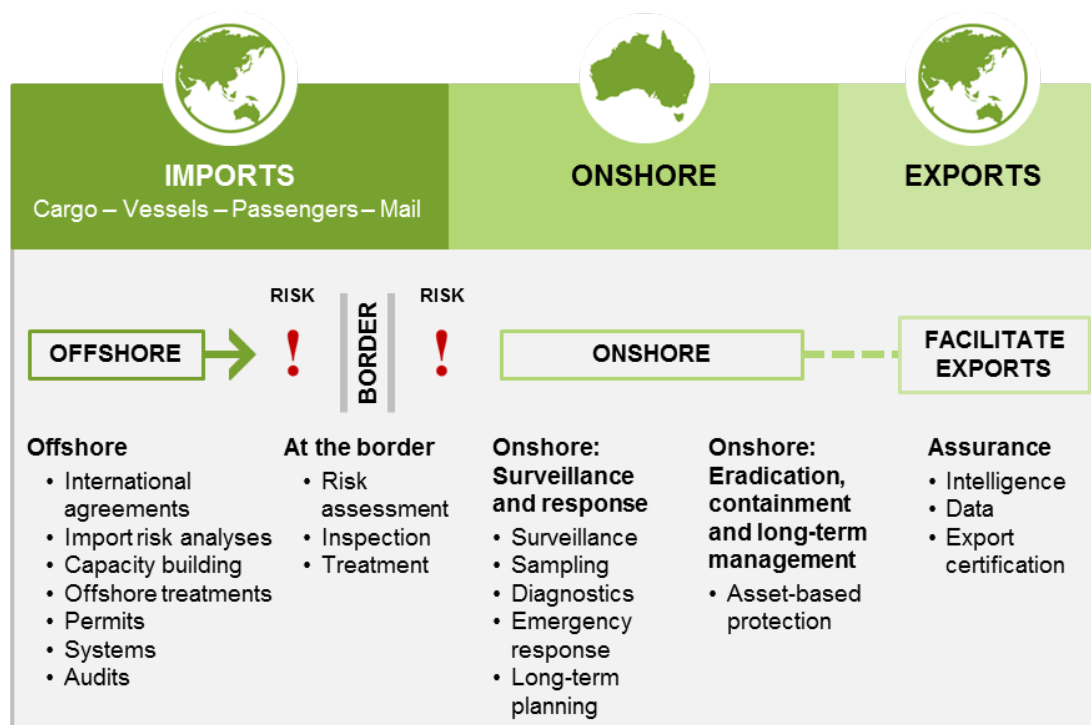 IMPORTS
Cargo – Vessels – Passengers – Mail
ONSHORE
EXPORTS
RISK
BORDER
RISK
OFFSHORE
ONSHORE
FACILITATE
EXPORTS
Offshore
• International
agreements
• Import risk analyses
• Capacity building
• Offshore treatments
• Permits
• Systems
• Audits
At the border
• Risk
assessment
• Inspection
• Treatment
Onshore:
Surveillance
and response
• Surveillance
• Sampling
• Diagnostics
• Emergency
response
• Long-term
planning
Onshore:
Eradication,
containment
and long-term
management
• Asset-based
protection
Assurance
• Intelligence
• Data
• Export
certification